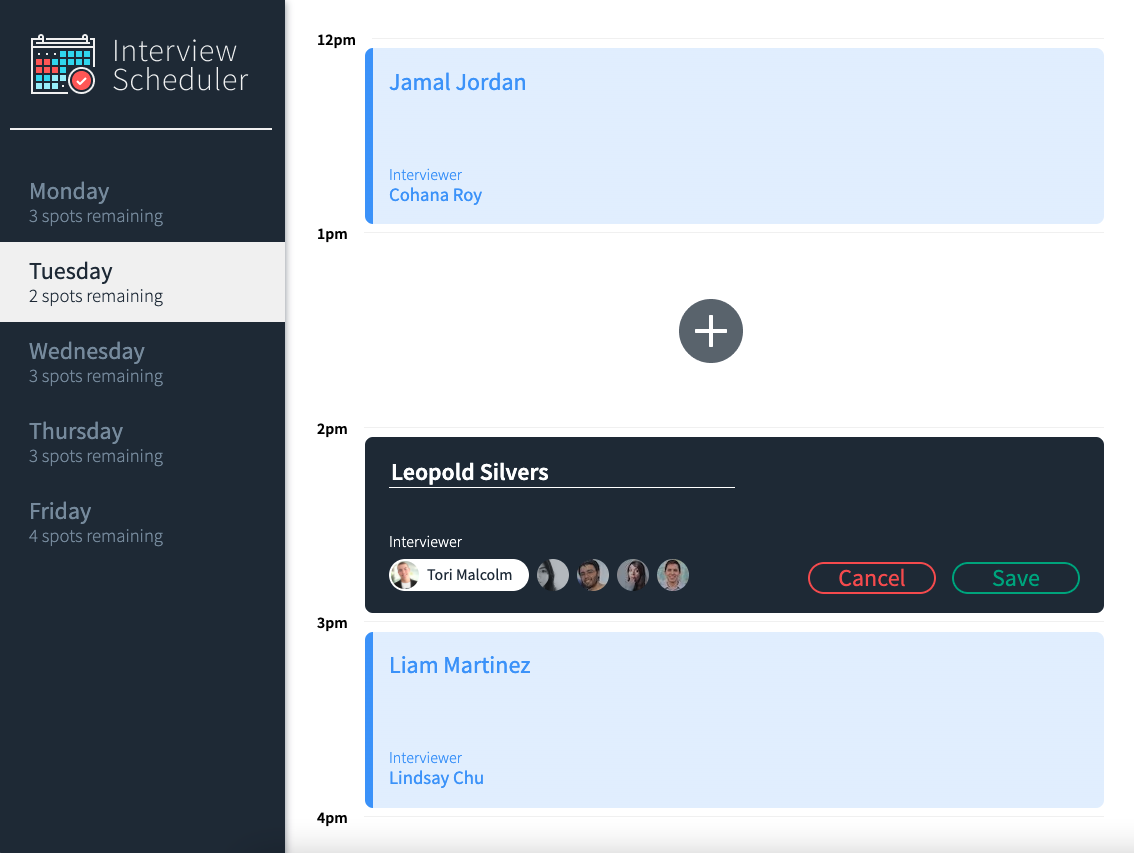 Interview
Scheduler
Monday
3 spots remaining
Tuesday
2 spots remaining
Wednesday
3 spots remaining
Thursday
3 spots remaining
Friday
4 spots remaining
12pm
Jamal Jordan
Interviewer
Cohana Roy
1pm
2pm
Leopold Silvers
Interviewer
Tori Malcolm
Cancel
Save
3pm
Liam Martinez
Interviewer
Lindsay Chu
4pm